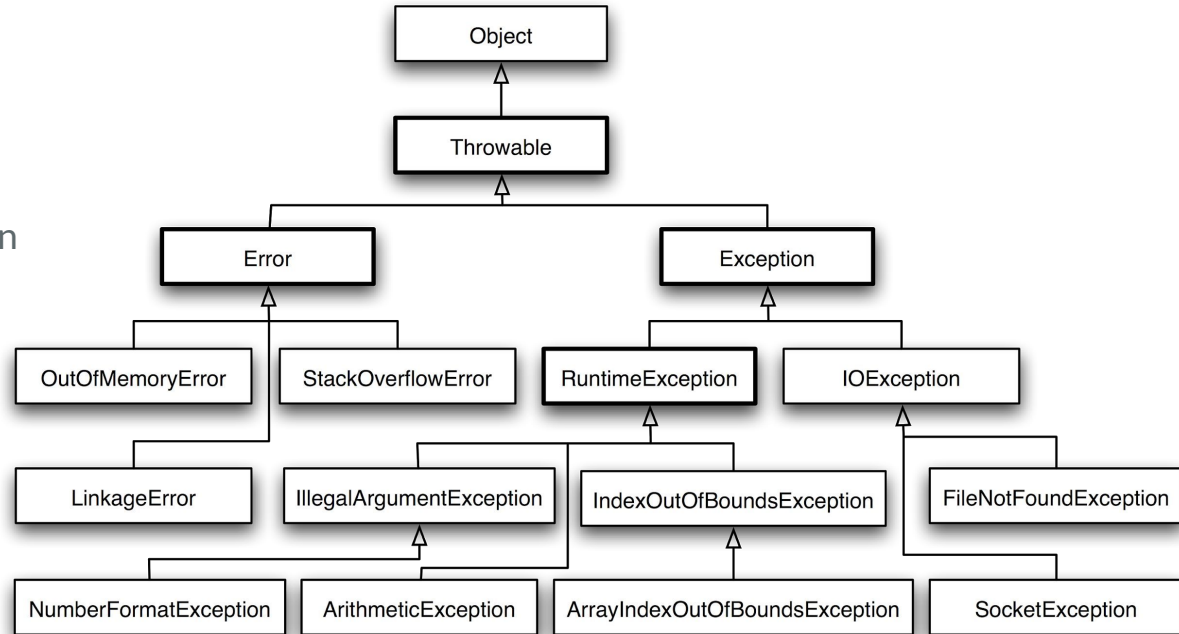 Object
Throwable
n
Error
Exception
OutOfMemoryError
StackOverflowError
RuntimeException
IOException
LinkageError
IllegalArgumentException
IndexOutOfBoundsException
FileNotFoundException
NumberFormatException
ArithmeticException
ArrayIndexOutOfBoundsException
SocketException